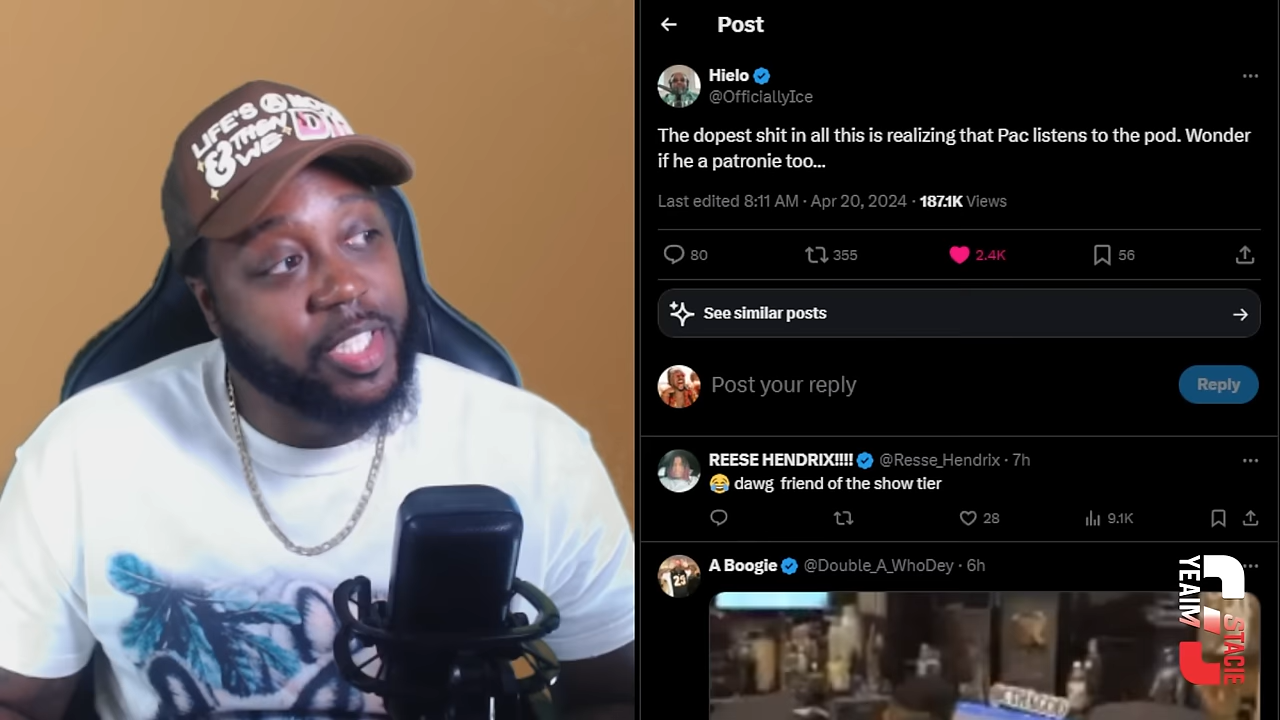 LIFE'S A
& THEN
WE
DI
Post
Hielo
@OfficiallyIce
The dopest shit in all this is realizing that Pac listens to the pod. Wonder
if he a patronie too...
Last edited 8:11 AM · Apr 20, 2024 · 187.1K Views
80 355 2.4K 56
See similar posts
Post your reply
Reply
REESE HENDRIX!!!! @Resse_Hendrix · 7h
😂 dawg friend of the show tier
28 9.1K
A Boogie @Double_A_WhoDey · 6h
23
YEAIM
STACIE